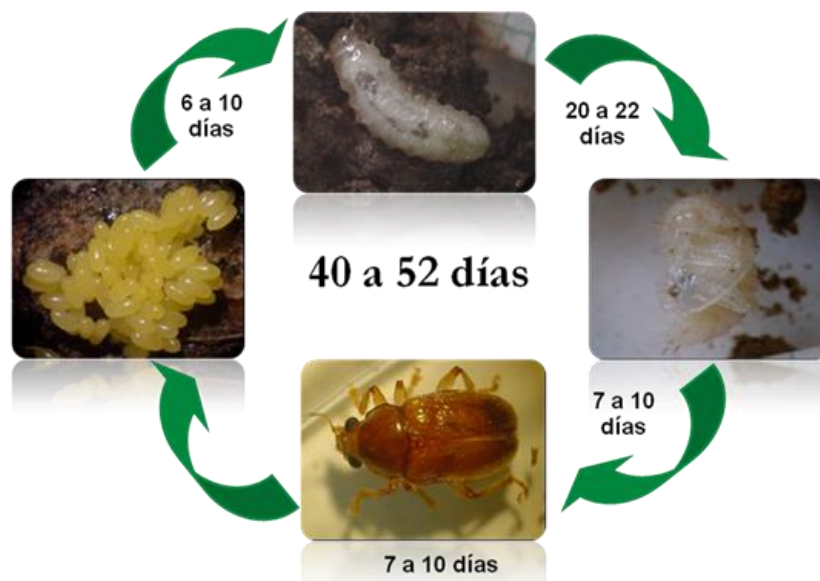 6 a 10
días
20 a 22
días
40 a 52 días
7 a 10
días
7 a 10 días